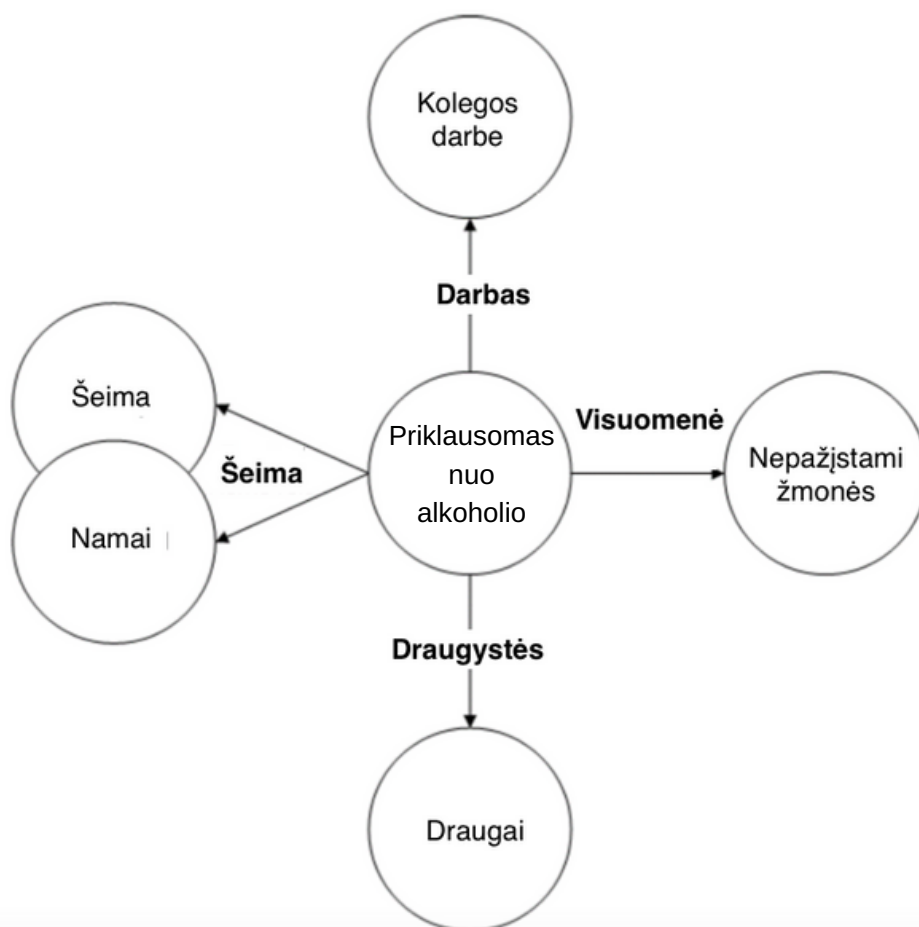 Kolegos
darbe
Darbas
Šeima
Namai
Šeima
Priklausomas
nuo
alkoholio
Visuomenė
Nepažįstami
žmonės
Draugystės
Draugai